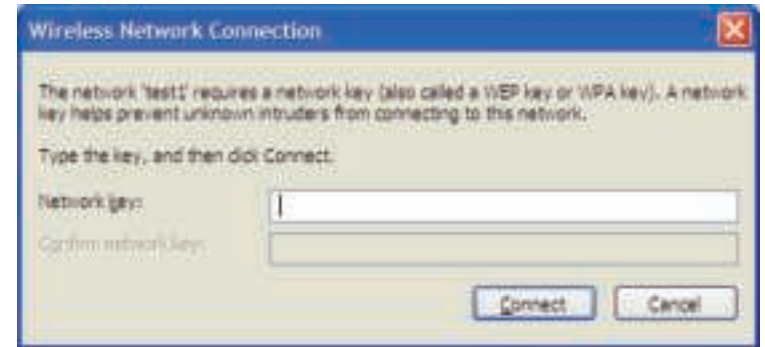 Wireless Network Connection
The network 'test1' requires a network key (also called a WEP key or WPA key). A network
key helps prevent unknown intruders from connecting to this network.
Type the key, and then click Connect.
Network key:
Confirm network key:
Connect
Cancel